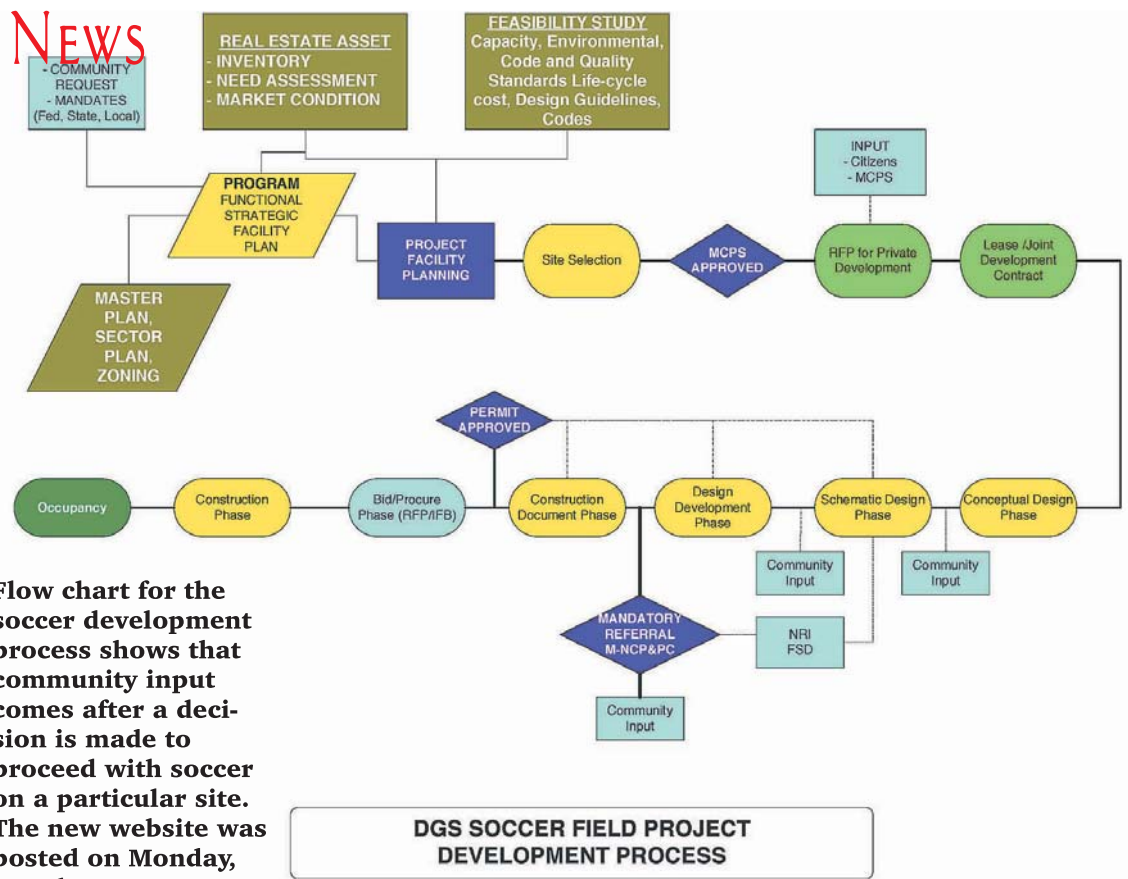 NEWS
- COMMUNITY
REQUEST
- MANDATES
(Fed, State, Local)
REAL ESTATE ASSET
- INVENTORY
- NEED ASSESSMENT
- MARKET CONDITION
FEASIBILITY STUDY
Capacity, Environmental,
Code and Quality
Standards Life-cycle
cost, Design Guidelines,
Codes
INPUT
- Citizens
- MCPS
PROGRAM
FUNCTIONAL
STRATEGIC
FACILITY
PLAN
PROJECT
FACILITY
PLANNING
Site Selection
MCPS
APPROVED
RFP for Private
Development
Lease /Joint
Development
Contract
MASTER
PLAN,
SECTOR
PLAN,
ZONING
PERMIT
APPROVED
Occupancy
Construction
Phase
Bid/Procure
Phase (RFP/IFB)
Construction
Document Phase
Design
Development
Phase
Schematic Design
Phase
Conceptual Design
Phase
Community
Input
Community
Input
MANDATORY
REFERRAL
M-NCP&PC
NRI
FSD
Community
Input
Flow chart for the
soccer development
process shows that
community input
comes after a deci-
sion is made to
proceed with soccer
on a particular site.
The new website was
posted on Monday,
DGS SOCCER FIELD PROJECT
DEVELOPMENT PROCESS